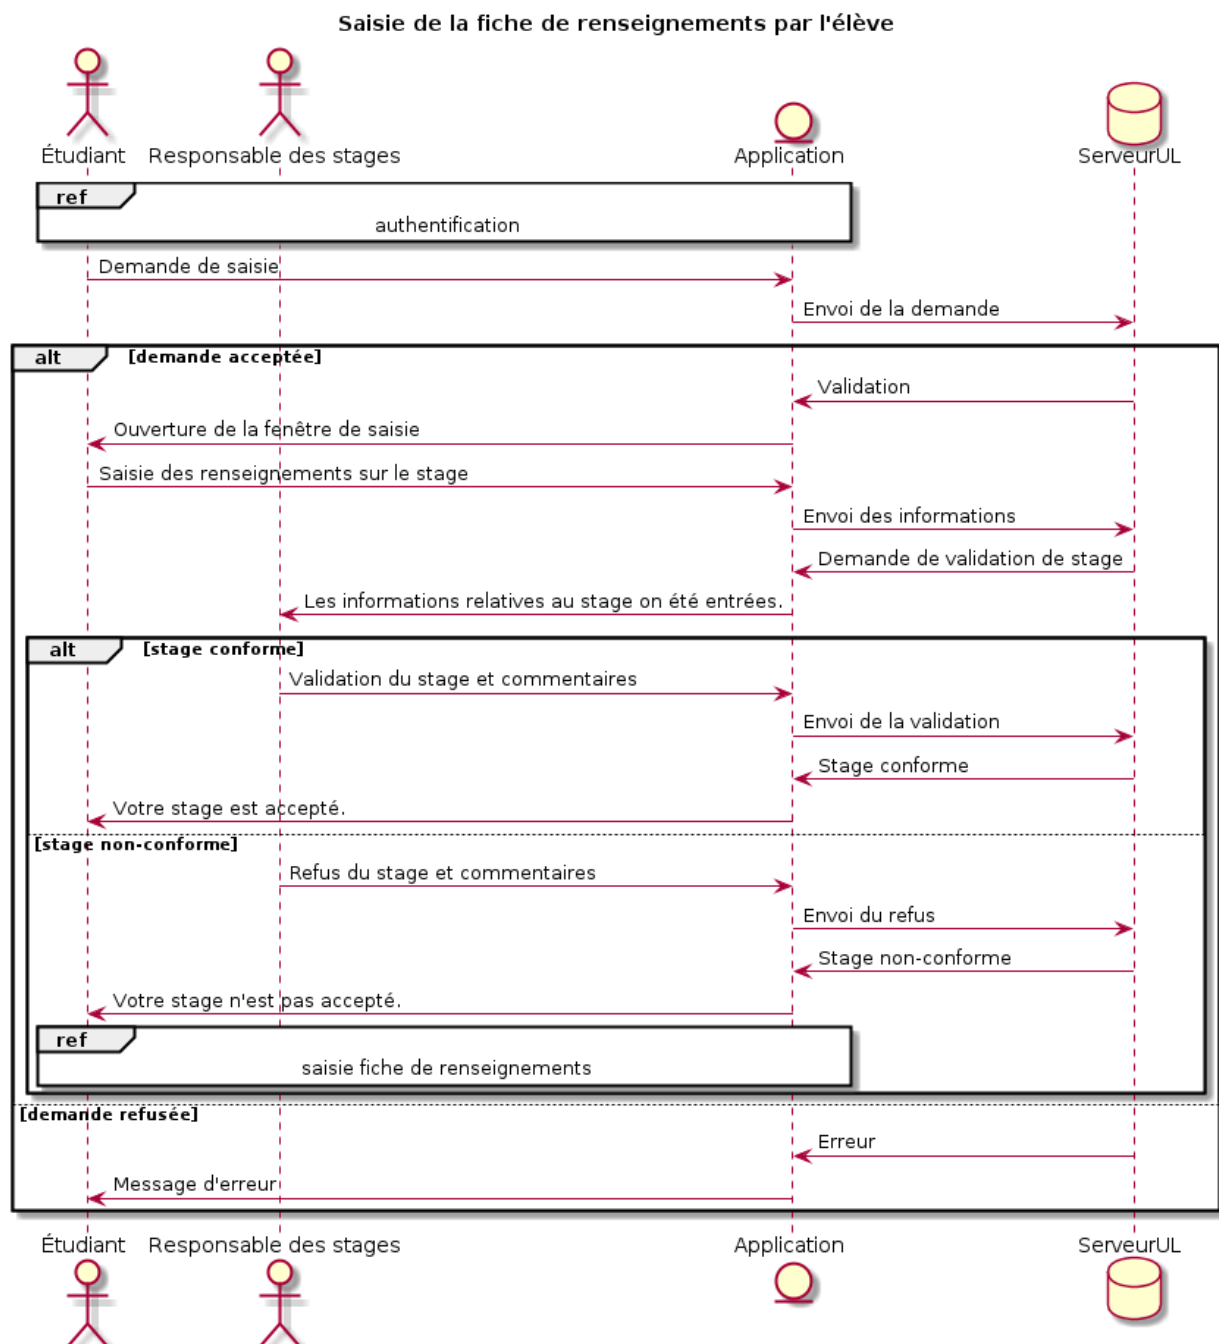 Saisie de la fiche de renseignements par l'élève
Étudiant Responsable des stages Application ServeurUL
ref
authentification
Demande de saisie
Envoi de la demande
alt [demande acceptée]
Validation
Ouverture de la fenêtre de saisie
Saisie des renseignements sur le stage
Envoi des informations
Demande de validation de stage
Les informations relatives au stage on été entrées.
alt [stage conforme]
Validation du stage et commentaires
Envoi de la validation
Stage conforme
Votre stage est accepté.
[stage non-conforme]
Refus du stage et commentaires
Envoi du refus
Stage non-conforme
Votre stage n'est pas accepté.
ref
saisie fiche de renseignements
[demande refusée]
Erreur
Message d'erreur
Étudiant Responsable des stages Application ServeurUL